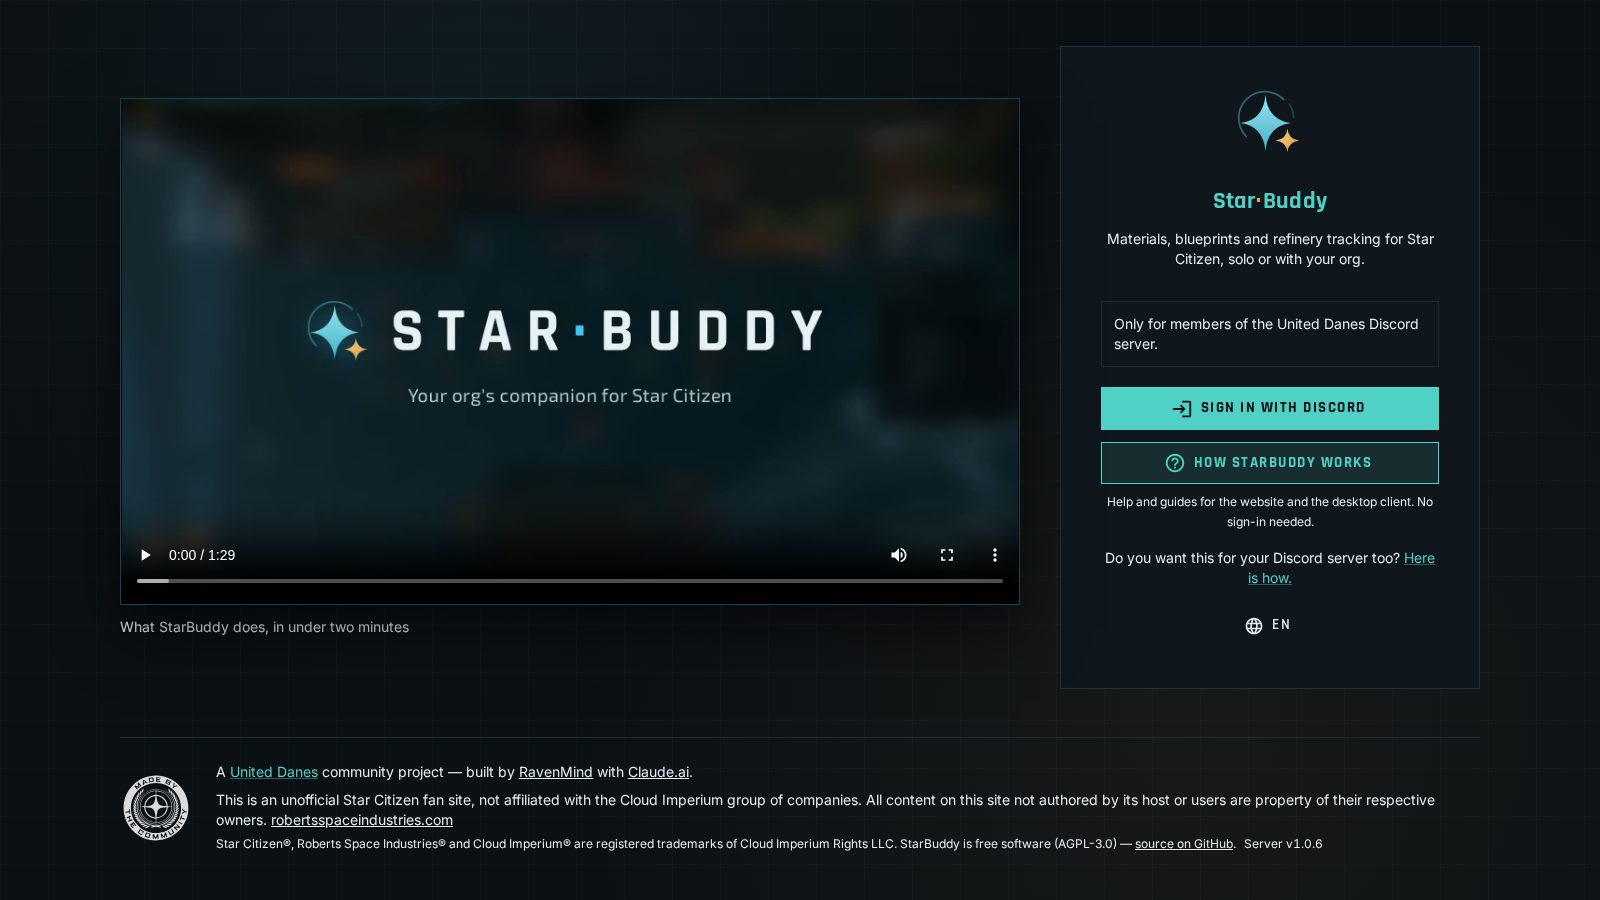 STAR·BUDDY
Your org's companion for Star Citizen
0:00 / 1:29
What StarBuddy does, in under two minutes
Star·Buddy
Materials, blueprints and refinery tracking for Star
Citizen, solo or with your org.
Only for members of the United Danes Discord
server.
SIGN IN WITH DISCORD
HOW STARBUDDY WORKS
Help and guides for the website and the desktop client. No
sign-in needed.
Do you want this for your Discord server too? Here
is how.
EN
MADE BY THE COMMUNITY
A United Danes community project — built by RavenMind with Claude.ai.
This is an unofficial Star Citizen fan site, not affiliated with the Cloud Imperium group of companies. All content on this site not authored by its host or users are property of their respective
owners. robertsspaceindustries.com
Star Citizen®, Roberts Space Industries® and Cloud Imperium® are registered trademarks of Cloud Imperium Rights LLC. StarBuddy is free software (AGPL-3.0) — source on GitHub. Server v1.0.6